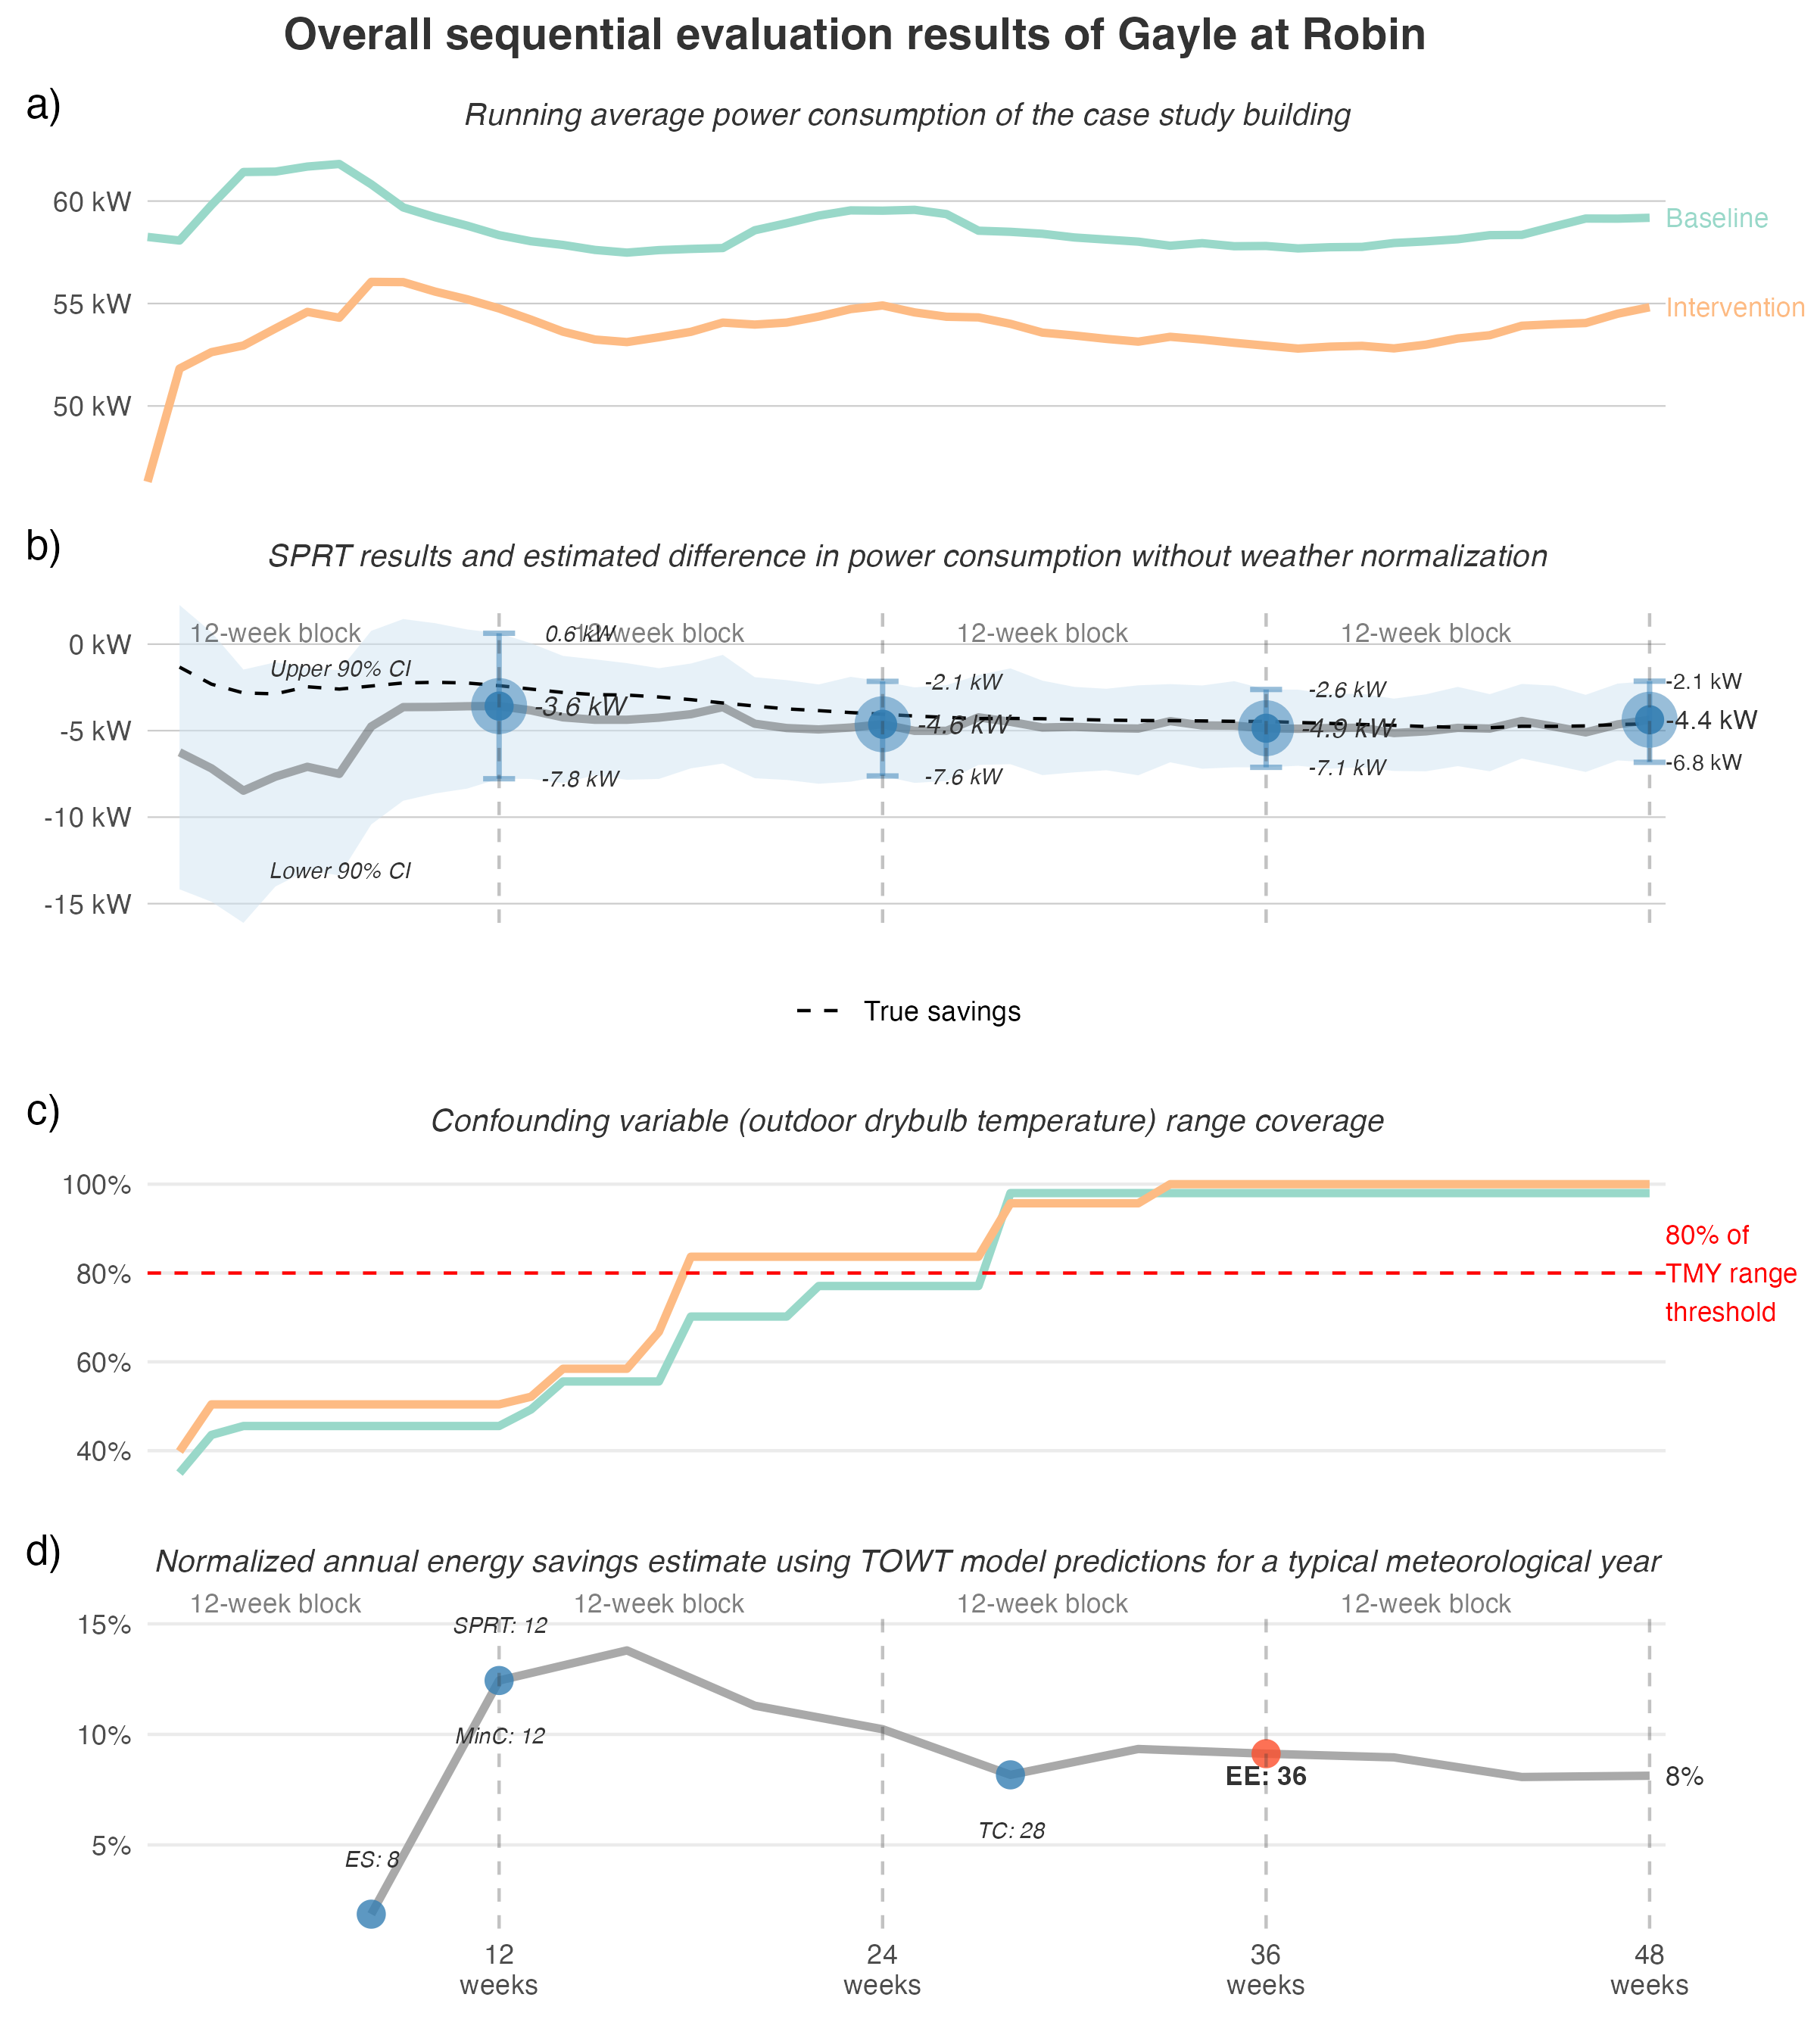 Overall sequential evaluation results of Gayle at Robin
a)
Running average power consumption of the case study building
60 kW
55 kW
50 kW
Baseline
Intervention
b)
SPRT results and estimated difference in power consumption without weather normalization
12-week block
12-week block
12-week block
12-week block
0 kW
-5 kW
-10 kW
-15 kW
Upper 90% CI
Lower 90% CI
0.6 kW
-3.6 kW
-7.8 kW
-2.1 kW
-4.6 kW
-7.6 kW
-2.6 kW
-4.9 kW
-7.1 kW
-2.1 kW
-4.4 kW
-6.8 kW
True savings
c)
Confounding variable (outdoor drybulb temperature) range coverage
100%
80%
60%
40%
80% of
TMY range
threshold
d)
Normalized annual energy savings estimate using TOWT model predictions for a typical meteorological year
12-week block
12-week block
12-week block
12-week block
15%
10%
5%
SPRT: 12
MinC: 12
ES: 8
TC: 28
EE: 36
8%
12
weeks
24
weeks
36
weeks
48
weeks